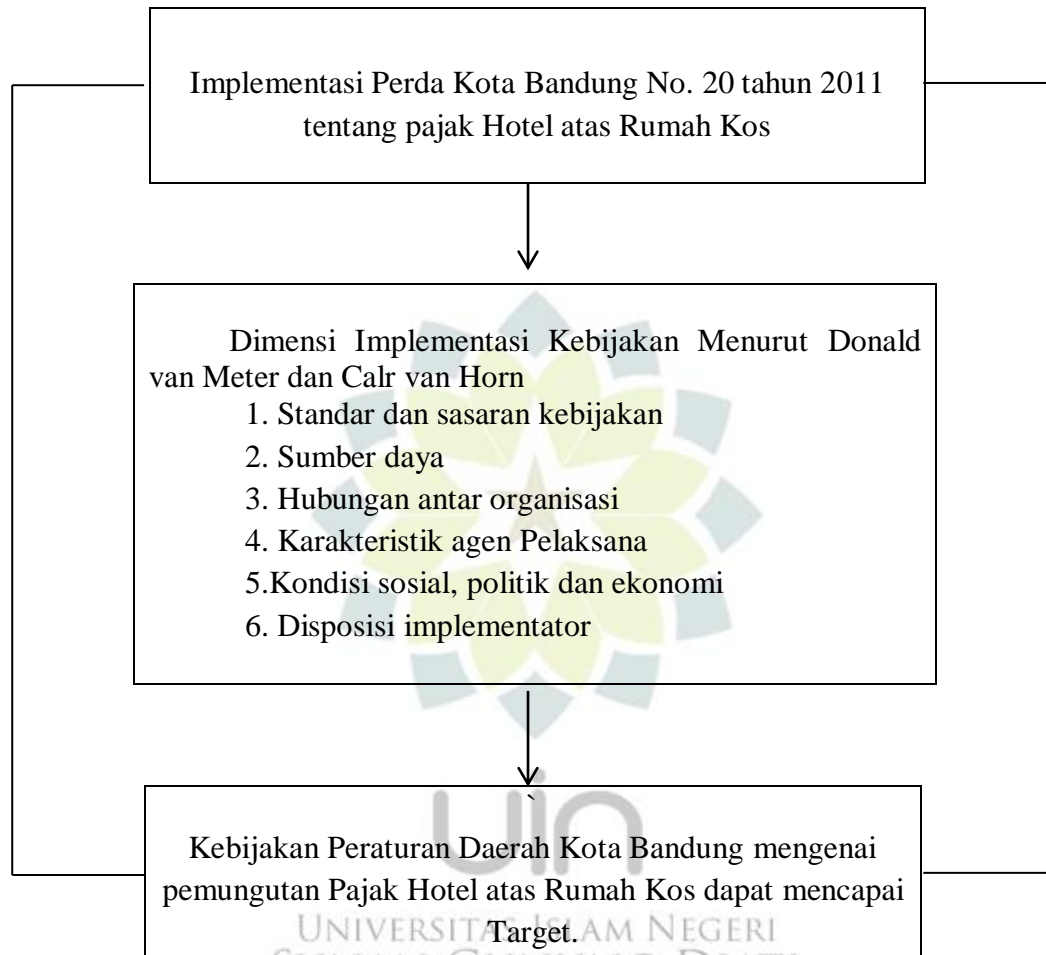 Implementasi Perda Kota Bandung No. 20 tahun 2011
tentang pajak Hotel atas Rumah Kos
Dimensi Implementasi Kebijakan Menurut Donald
van Meter dan Calr van Horn
1. Standar dan sasaran kebijakan
2. Sumber daya
3. Hubungan antar organisasi
4. Karakteristik agen Pelaksana
5.Kondisi sosial, politik dan ekonomi
6. Disposisi implementator
`
uin
Kebijakan Peraturan Daerah Kota Bandung mengenai
pemungutan Pajak Hotel atas Rumah Kos dapat mencapai
Target.
UNIVERSITAS ISLAM NEGERI